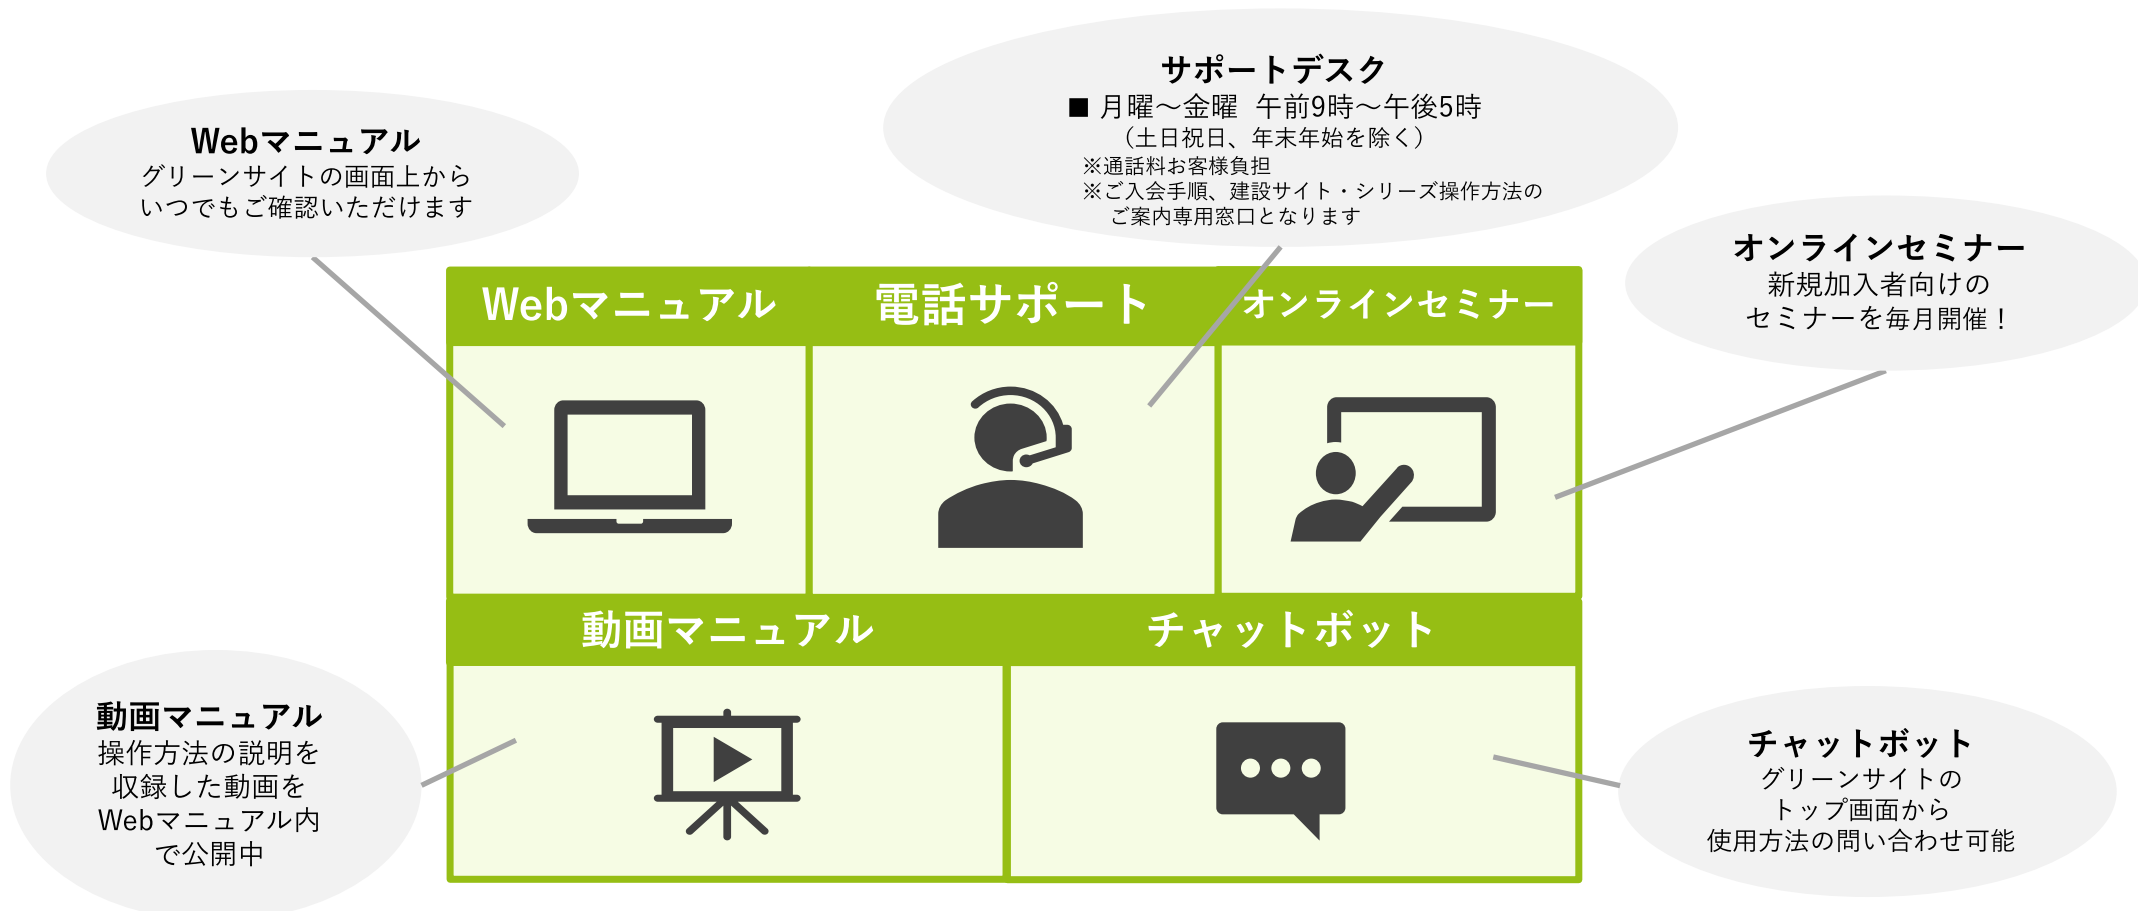 サポートデスク
■ 月曜～金曜 午前9時～午後5時
（土日祝日、年末年始を除く）
※通話料お客様負担
※ご入会手順、建設サイト・シリーズ操作方法の
ご案内専用窓口となります
Webマニュアル
グリーンサイトの画面上から
いつでもご確認いただけます
オンラインセミナー
新規加入者向けの
セミナーを毎月開催！
Webマニュアル
電話サポート
オンラインセミナー
動画マニュアル
チャットボット
動画マニュアル
操作方法の説明を
収録した動画を
Webマニュアル内
で公開中
チャットボット
グリーンサイトの
トップ画面から
使用方法の問い合わせ可能